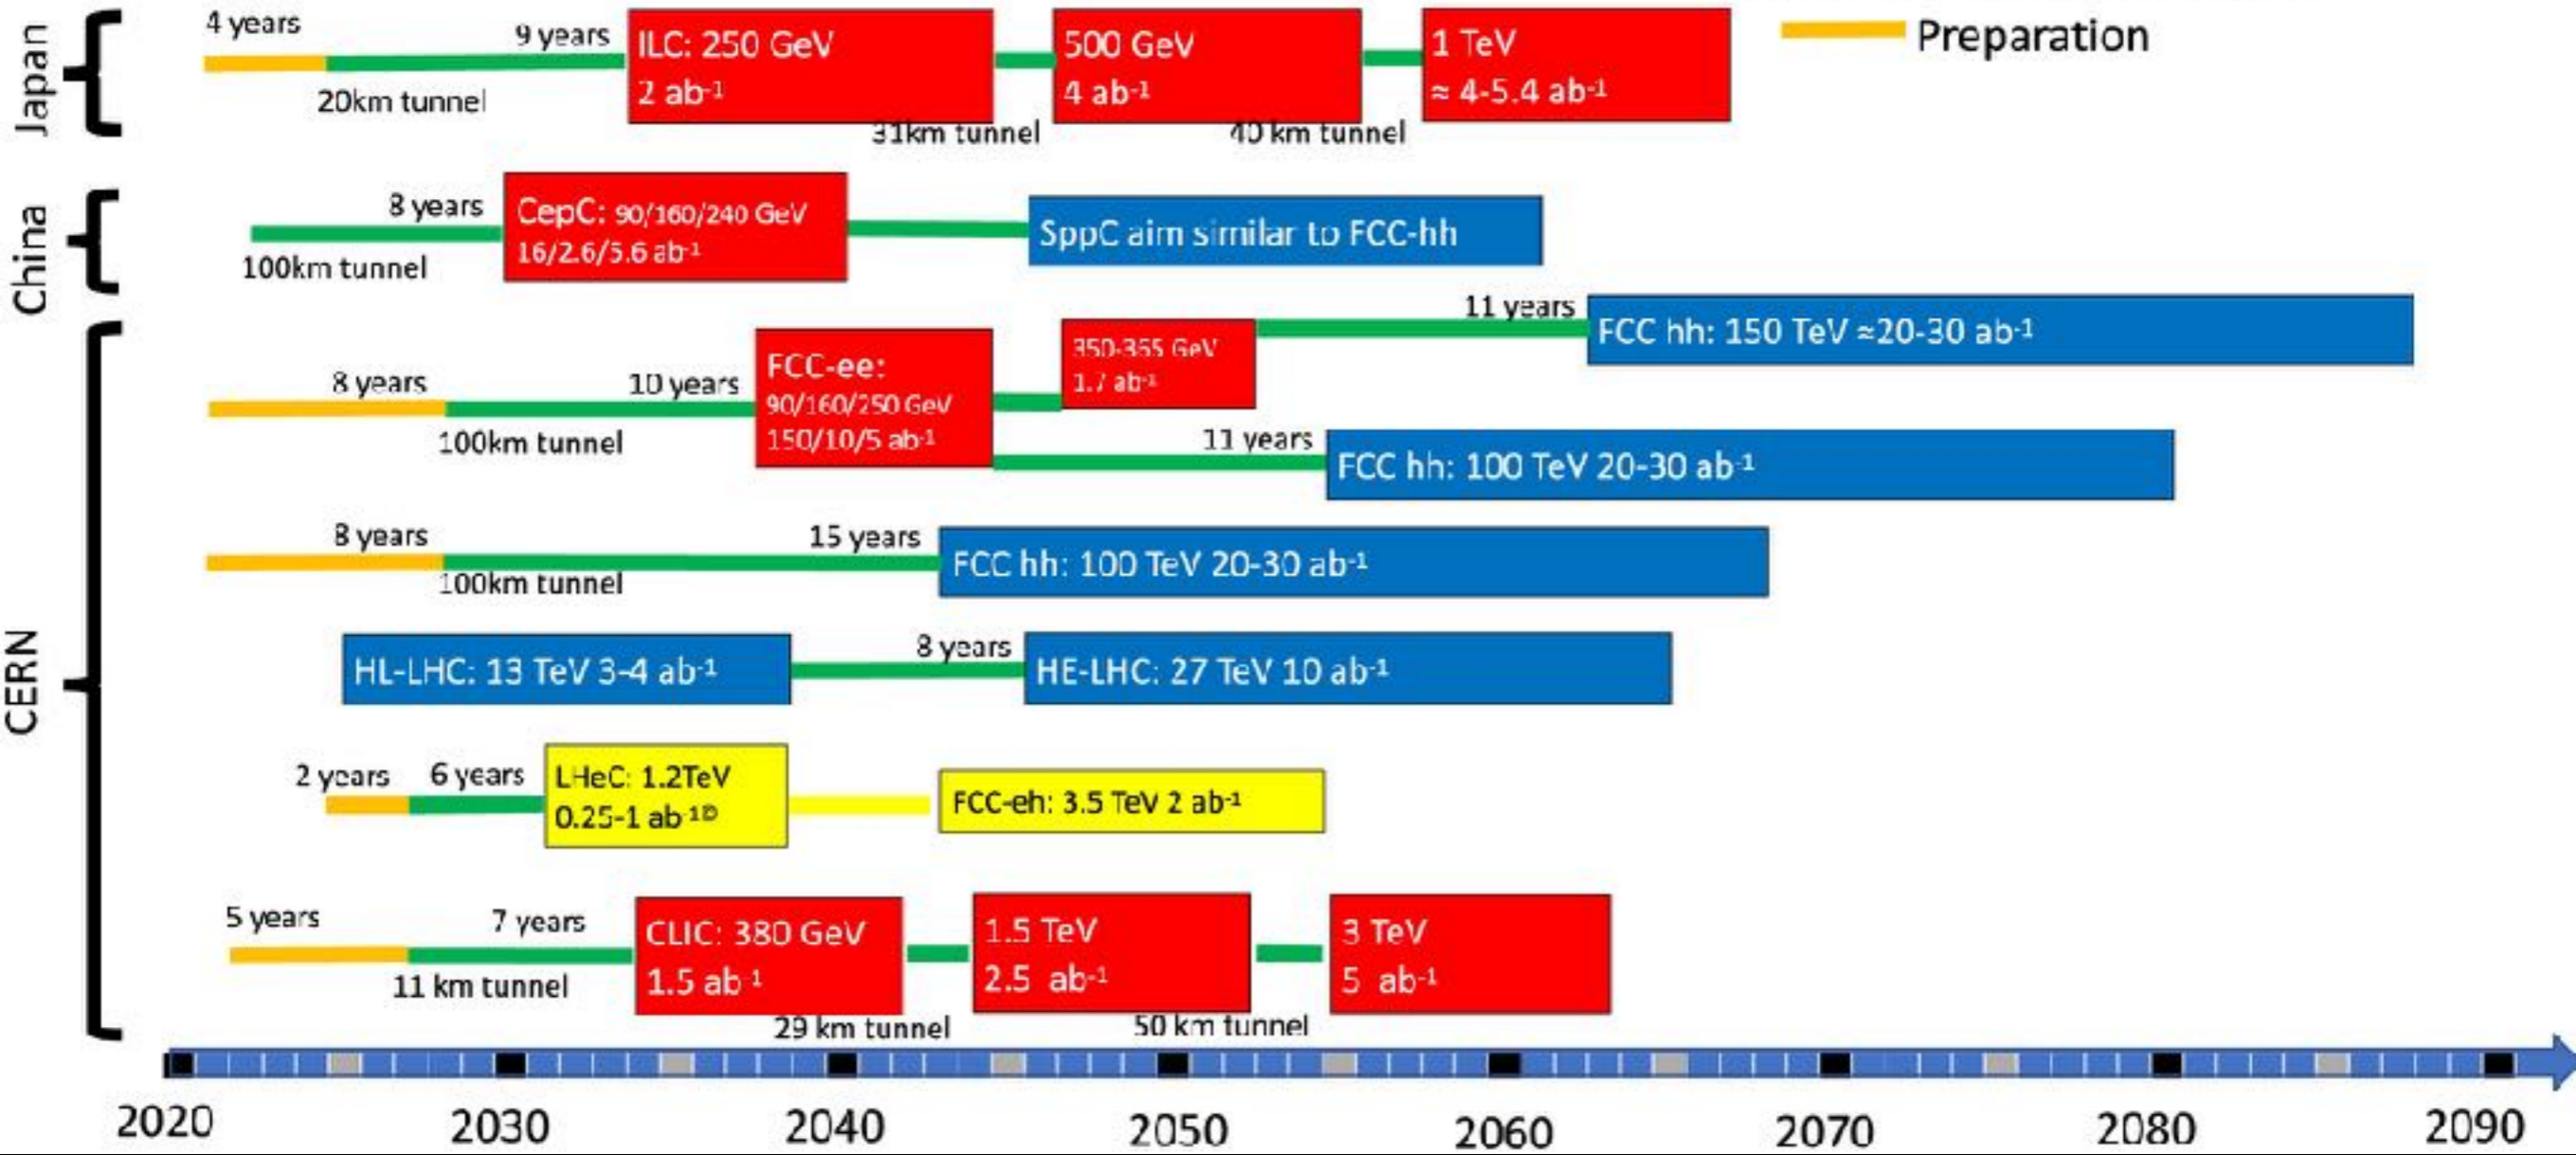 Preparation
Japan
4 years
9 years
20km tunnel
ILC: 250 GeV
2 ab-1
31km tunnel
500 GeV
4 ab-1
40 km tunnel
1 TeV
≈ 4-5.4 ab-1
China
8 years
100km tunnel
CepC: 90/160/240 GeV
16/2.6/5.6 ab-1
SppC aim similar to FCC-hh
CERN
8 years
10 years
100km tunnel
FCC-ee:
90/160/250 GeV
150/10/5 ab-1
350-365 GeV
1.7 ab-1
11 years
FCC hh: 150 TeV ≈20-30 ab-1
11 years
FCC hh: 100 TeV 20-30 ab-1
8 years
15 years
100km tunnel
FCC hh: 100 TeV 20-30 ab-1
HL-LHC: 13 TeV 3-4 ab-1
8 years
HE-LHC: 27 TeV 10 ab-1
2 years
6 years
LHeC: 1.2TeV
0.25-1 ab-1
FCC-eh: 3.5 TeV 2 ab-1
5 years
7 years
11 km tunnel
CLIC: 380 GeV
1.5 ab-1
29 km tunnel
1.5 TeV
2.5 ab-1
50 km tunnel
3 TeV
5 ab-1
2020
2030
2040
2050
2060
2070
2080
2090